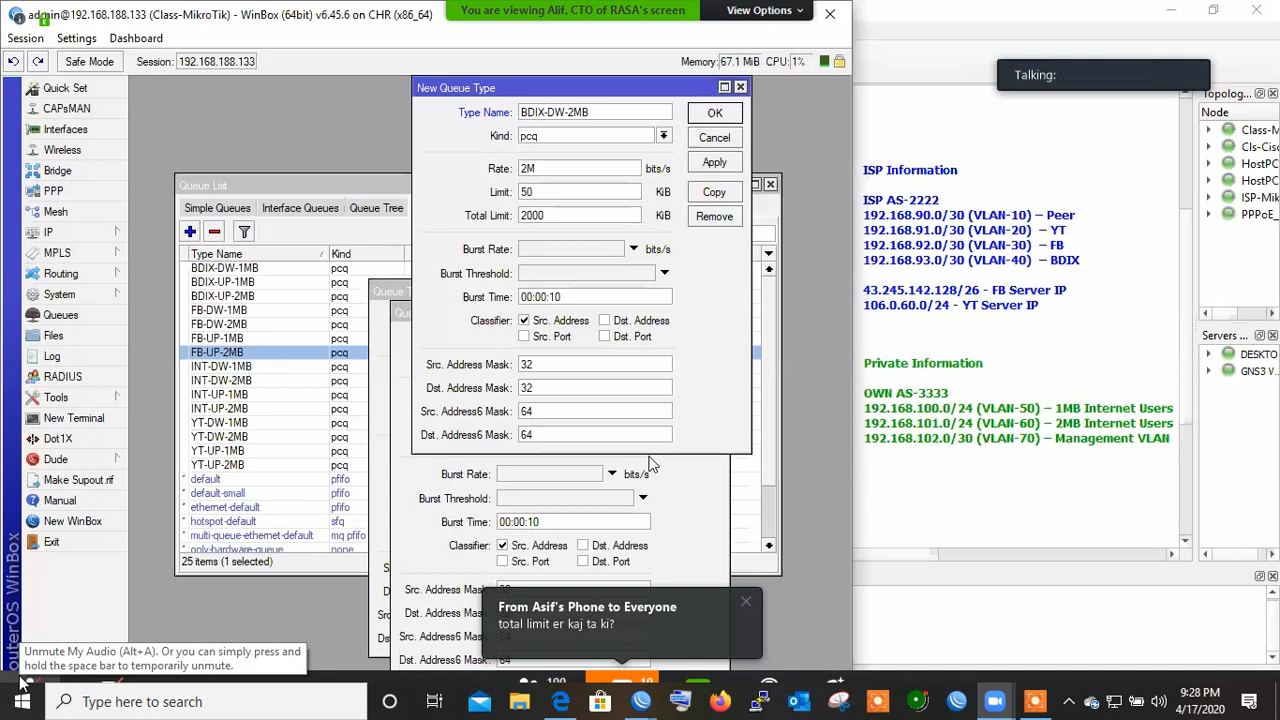 admin@192.168.188.133 (Class-MikroTik) - WinBox (64bit) v6.45.6 on CHR (x86_64)
You are viewing Alif, CTO of RASA's screen
View Options
Session Settings Dashboard
Safe Mode Session: 192.168.188.133 Memory: 67.1 MiB CPU: 1%
Talking:
Quick Set
CAPsMAN
Interfaces
Wireless
Bridge
PPP
Mesh
IP
MPLS
Routing
System
Queues
Files
Log
RADIUS
Tools
New Terminal
Dot1X
Dude
Make Supout.rif
Manual
New WinBox
Exit
outerOS WinBox
Queue List
Simple Queues Interface Queues Queue Tree
Type Name Kind
BDIX-DW-1MB pcq
BDIX-UP-1MB pcq
BDIX-UP-2MB pcq
FB-DW-1MB pcq
FB-DW-2MB pcq
FB-UP-1MB pcq
FB-UP-2MB pcq
INT-DW-1MB pcq
INT-DW-2MB pcq
INT-UP-1MB pcq
INT-UP-2MB pcq
YT-DW-1MB pcq
YT-DW-2MB pcq
YT-UP-1MB pcq
YT-UP-2MB pcq
* default pfifo
* default-small pfifo
* ethernet-default pfifo
* hotspot-default sfq
* multi-queue-ethernet-default mq pfifo
* only-hardware-queue none
25 items (1 selected)
New Queue Type
Type Name: BDIX-DW-2MB
Kind: pcq
Rate: 2M bits/s
Limit: 50 KiB
Total Limit: 2000 KiB
Burst Rate: bits/s
Burst Threshold:
Burst Time: 00:00:10
Classifier: Src. Address Dst. Address
Src. Port Dst. Port
Src. Address Mask: 32
Dst. Address Mask: 32
Src. Address6 Mask: 64
Dst. Address6 Mask: 64
OK
Cancel
Apply
Copy
Remove
Burst Rate: bits/s
Burst Threshold:
Burst Time: 00:00:10
Classifier: Src. Address Dst. Address
Src. Port Dst. Port
Src. Address Mask: 32
Dst. Address
Src. Address6 Mask: 64
Dst. Address6 Mask: 64
From Asif's Phone to Everyone
total limit er kaj ta ki?
Unmute My Audio (Alt+A). Or you can simply press and
hold the space bar to temporarily unmute.
ISP Information
ISP AS-2222
192.168.90.0/30 (VLAN-10) – Peer
192.168.91.0/30 (VLAN-20) – YT
192.168.92.0/30 (VLAN-30) – FB
192.168.93.0/30 (VLAN-40) – BDIX
43.245.142.128/26 - FB Server IP
106.0.60.0/24 - YT Server IP
Private Information
OWN AS-3333
192.168.100.0/24 (VLAN-50) – 1MB Internet Users
192.168.101.0/24 (VLAN-60) – 2MB Internet Users
192.168.102.0/30 (VLAN-70) – Management VLAN
Topolog...
Node
Class-M
Cls-Cisc
HostPC
HostPC
ISP-Mik
PPPoE_
Servers ...
DESKTO
GNS3 V
Type here to search
9:28 PM
4/17/2020